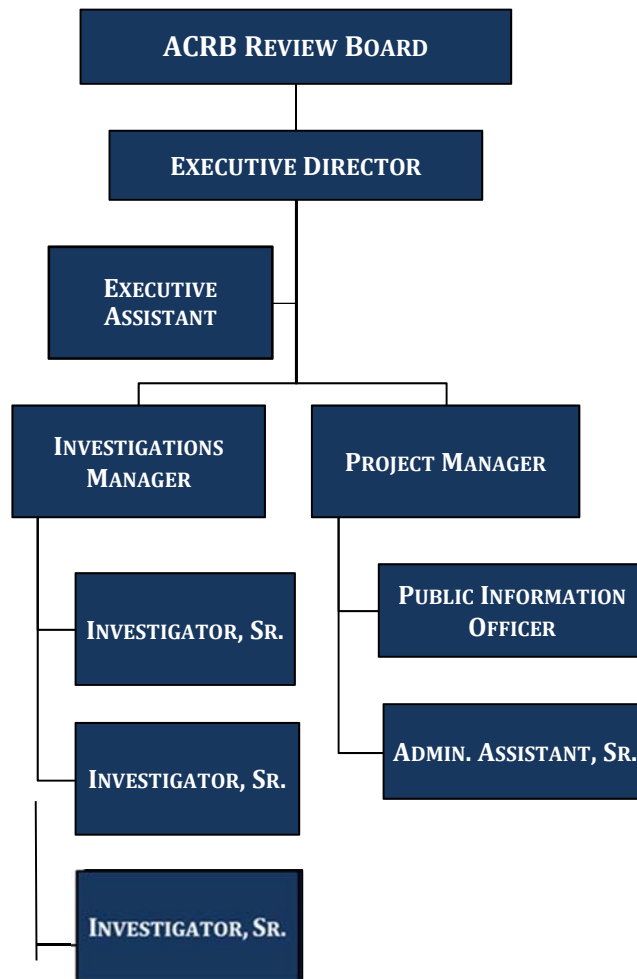 ACRB REVIEW BOARD
EXECUTIVE DIRECTOR
EXECUTIVE
ASSISTANT
INVESTIGATIONS
MANAGER
PROJECT MANAGER
INVESTIGATOR, SR.
PUBLIC INFORMATION
OFFICER
INVESTIGATOR, SR.
ADMIN. ASSISTANT, SR.
INVESTIGATOR, SR.